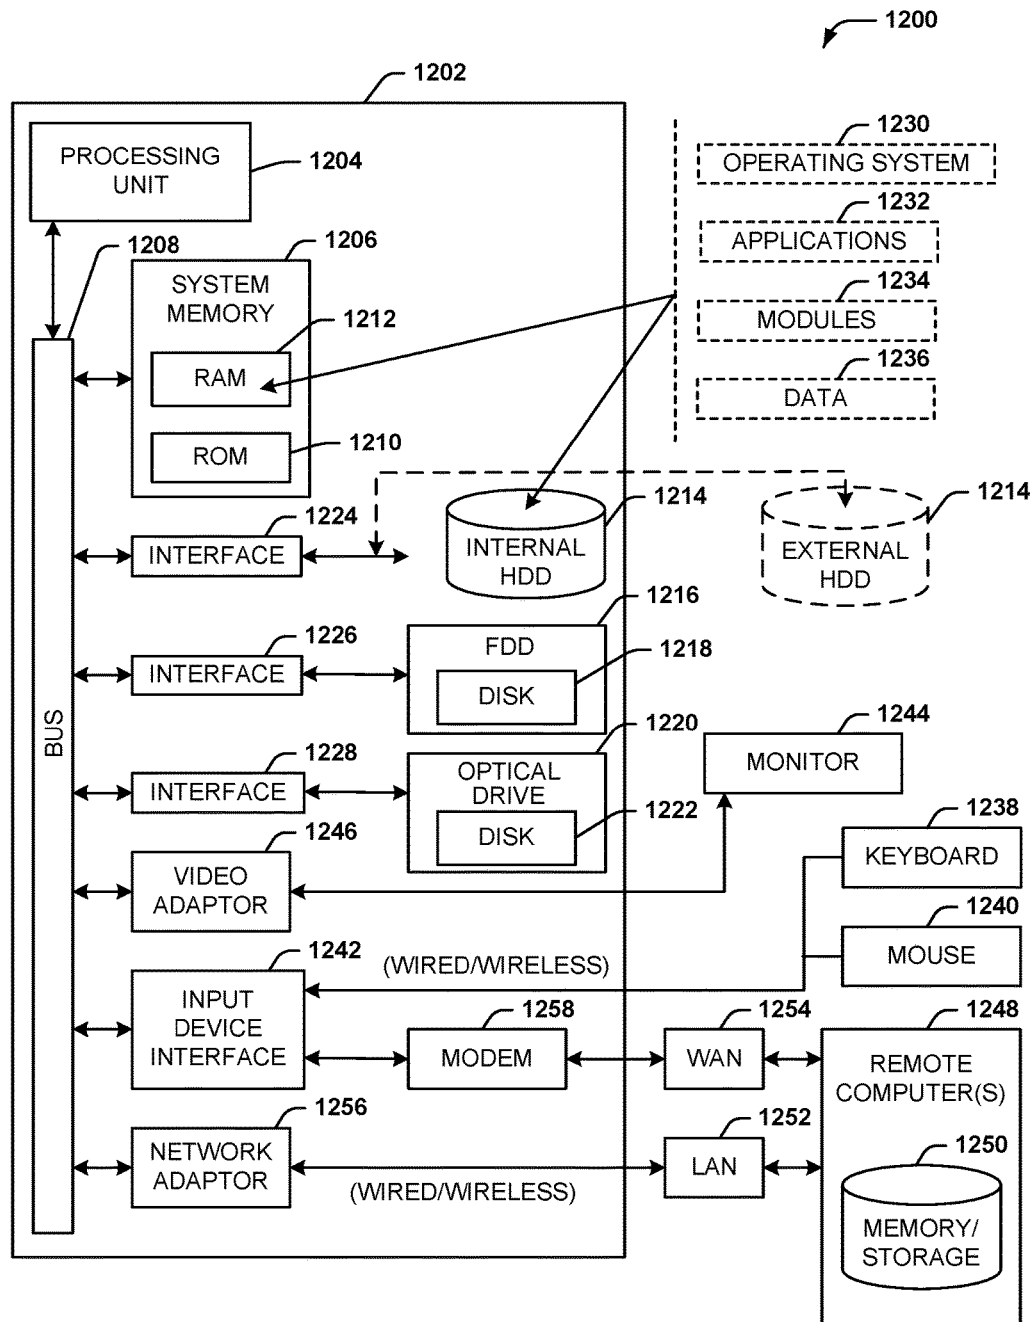 1200
1202
PROCESSING
UNIT
1204
1230
OPERATING SYSTEM
1232
APPLICATIONS
1234
MODULES
1236
DATA
1208
1206
SYSTEM
MEMORY
1212
RAM
1210
ROM
1224
INTERFACE
1214
INTERNAL
HDD
1214
EXTERNAL
HDD
1216
FDD
1218
DISK
1226
INTERFACE
BUS
1220
OPTICAL
DRIVE
1222
DISK
1228
INTERFACE
1244
MONITOR
1246
VIDEO
ADAPTOR
1238
KEYBOARD
1240
MOUSE
(WIRED/WIRELESS)
1242
INPUT
DEVICE
INTERFACE
1258
MODEM
1254
WAN
1248
REMOTE
COMPUTER(S)
1256
NETWORK
ADAPTOR
(WIRED/WIRELESS)
1252
LAN
1250
MEMORY/
STORAGE